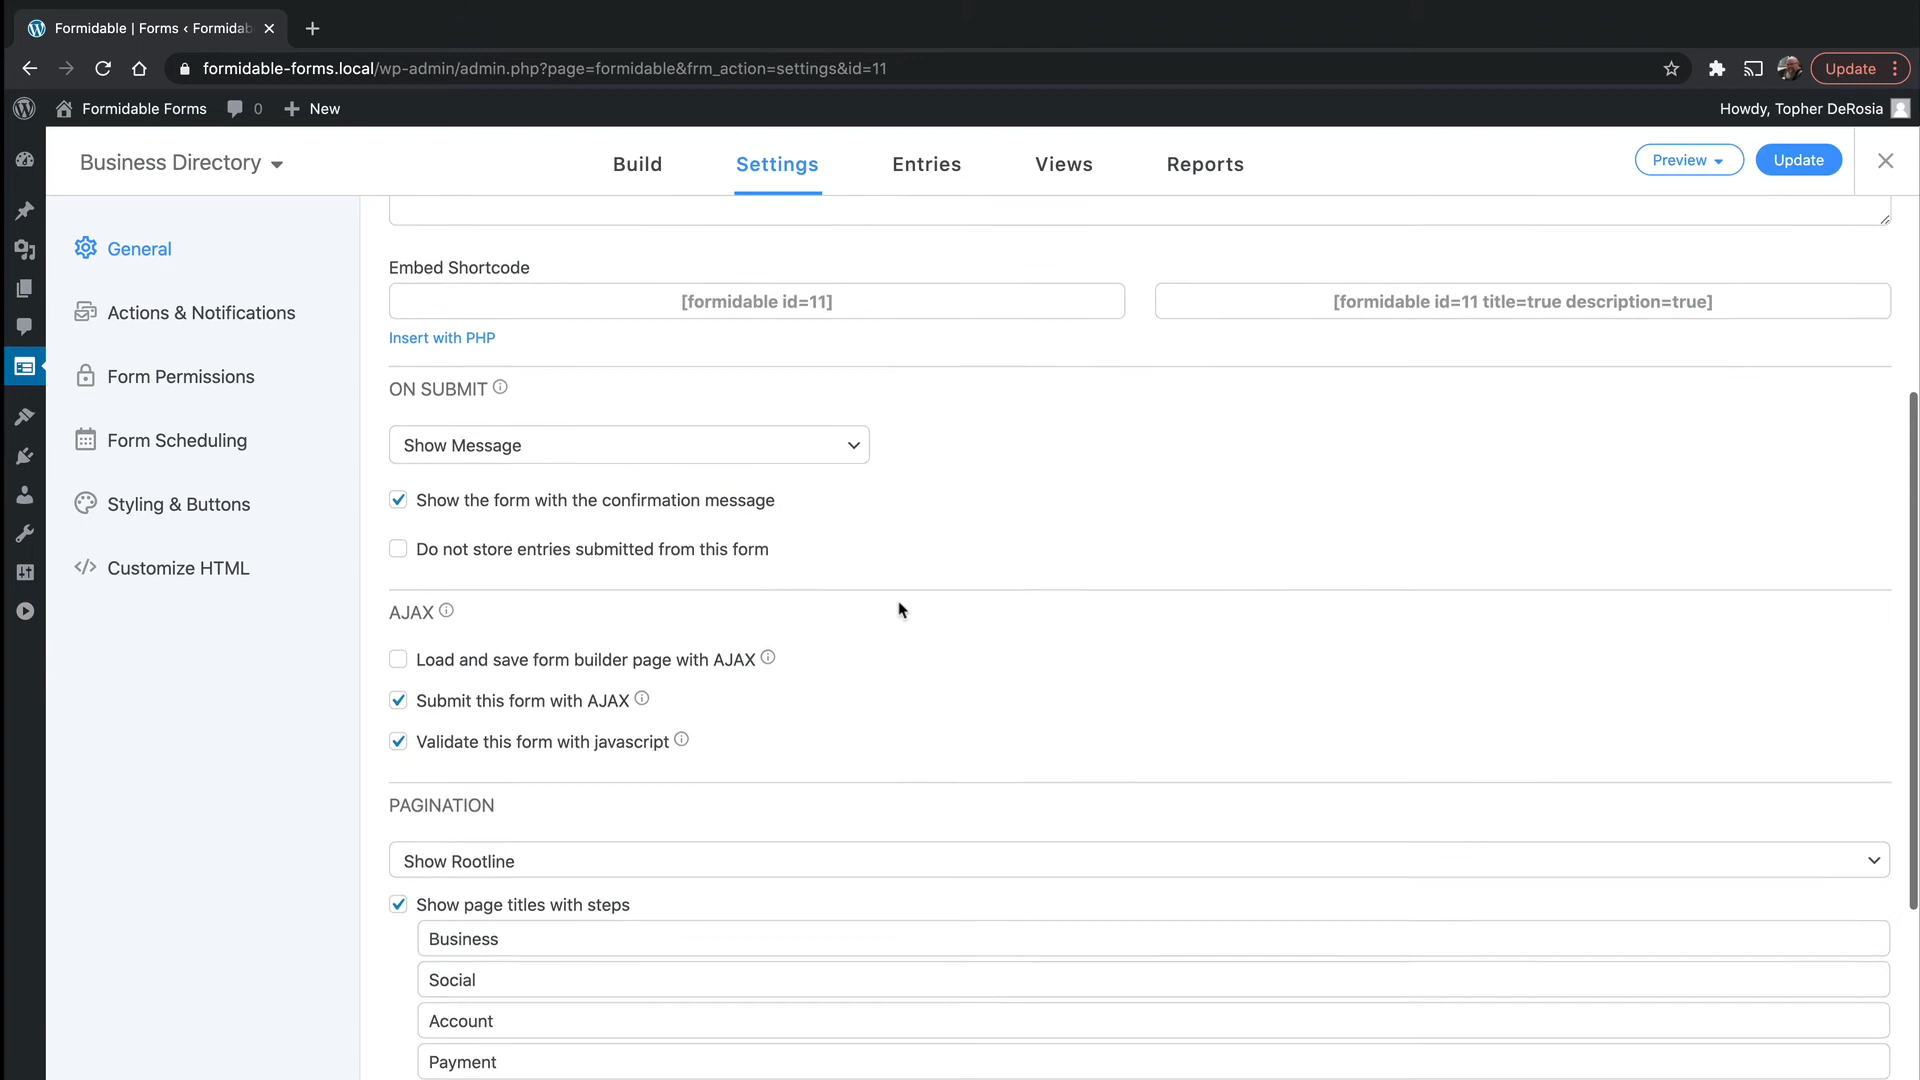 Formidable | Forms ‹ Formidab
formidable-forms.local/wp-admin/admin.php?page=formidable&frm_action=settings&id=11
Update
Formidable Forms
0
New
Howdy, Topher DeRosia
Business Directory
Build
Settings
Entries
Views
Reports
Preview
Update
General
Actions & Notifications
Form Permissions
Form Scheduling
Styling & Buttons
Customize HTML
Embed Shortcode
[formidable id=11]
[formidable id=11 title=true description=true]
Insert with PHP
ON SUBMIT
Show Message
Show the form with the confirmation message
Do not store entries submitted from this form
AJAX
Load and save form builder page with AJAX
Submit this form with AJAX
Validate this form with javascript
PAGINATION
Show Rootline
Show page titles with steps
Business
Social
Account
Payment